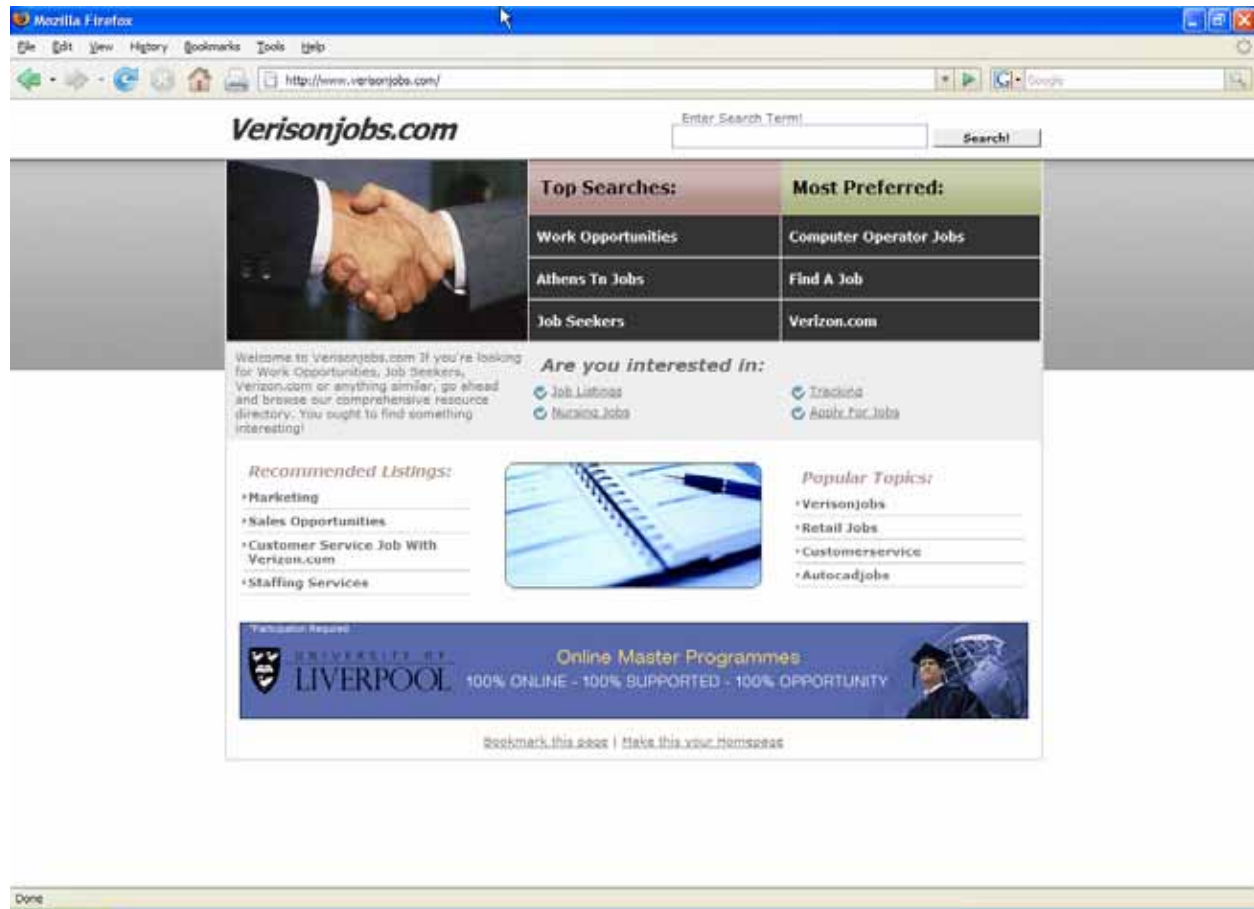 Mozilla Firefox
File Edit View History Bookmarks Tools Help
http://www.verisonjobs.com/
Google
Verisonjobs.com
Enter Search Term!
Search!
Top Searches:
Work Opportunities
Athens Tn Jobs
Job Seekers
Most Preferred:
Computer Operator Jobs
Find A Job
Verizon.com
Welcome to Verisonjobs.com If you're looking
for Work Opportunities, Job Seekers,
Verizon.com or anything similar, go ahead
and browse our comprehensive resource
directory. You ought to find something
interesting!
Are you interested in:
Job Listings
Nursing Jobs
Tracking
Apply For Jobs
Recommended Listings:
Marketing
Sales Opportunities
Customer Service Job With
Verizon.com
Staffing Services
Popular Topics:
Verisonjobs
Retail Jobs
Customerservice
Autocadjobs
*Participation Required
UNIVERSITY OF
LIVERPOOL
Online Master Programmes
100% ONLINE - 100% SUPPORTED - 100% OPPORTUNITY
Bookmark this page | Make this your Homepage
Done